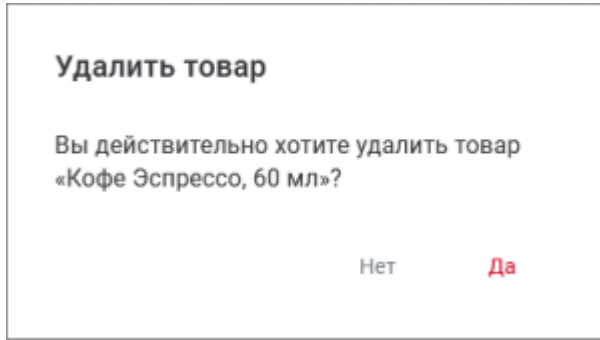 Удалить товар
Вы действительно хотите удалить товар
«Кофе Эспрессо, 60 мл»?
Нет Да